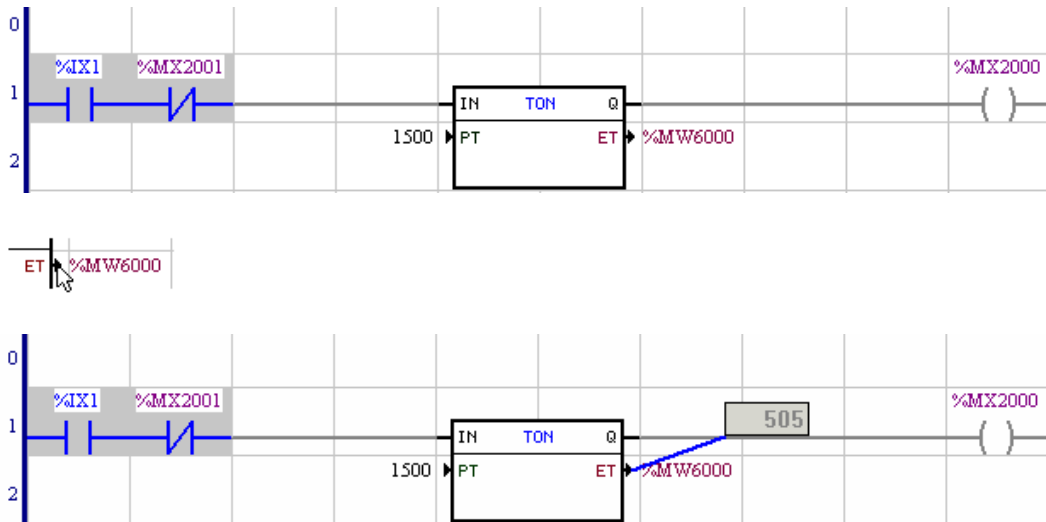 0
%IX1 %MX2001 %MX2000
1 IN TON Q
1500 PT ET %MW6000
2
ET %MW6000
0
%IX1 %MX2001 %MX2000
505
1 IN TON Q
1500 PT ET %MW6000
2